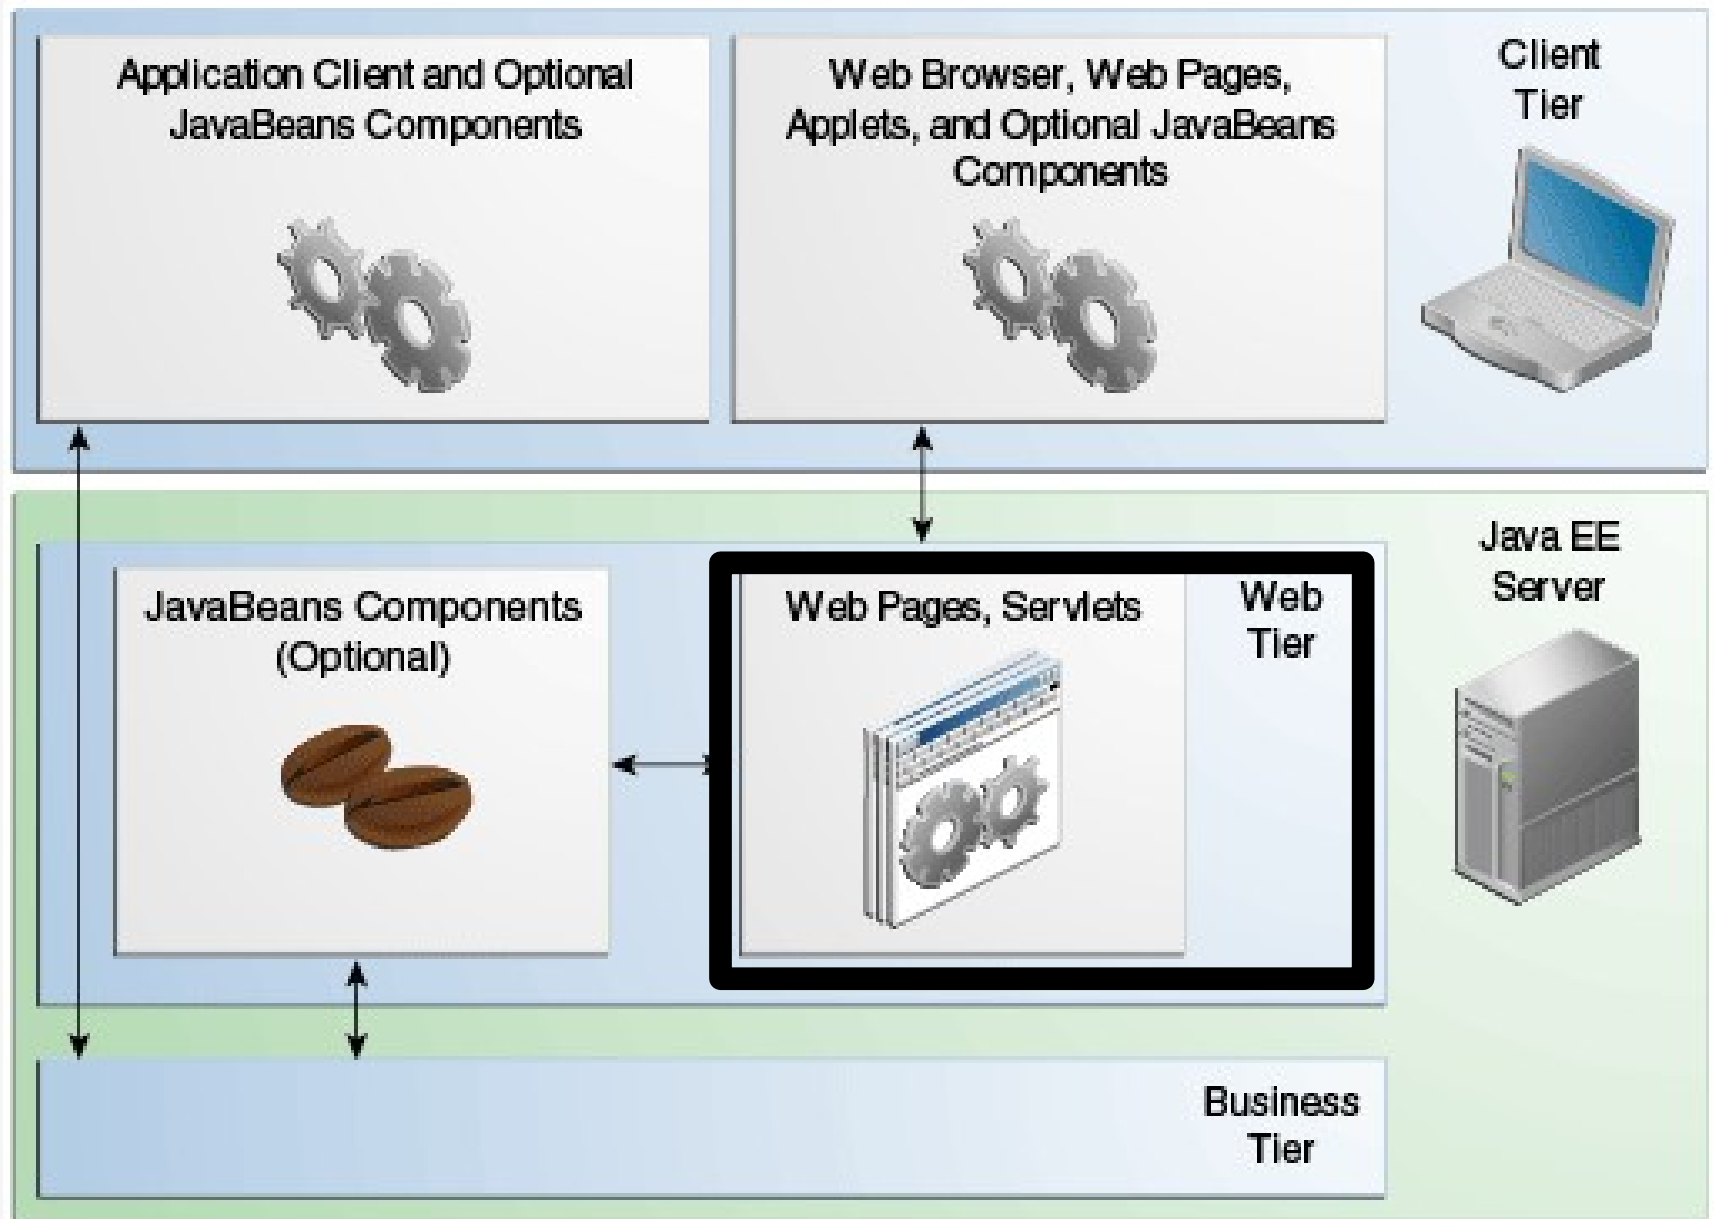 Application Client and Optional
JavaBeans Components
Web Browser, Web Pages,
Applets, and Optional JavaBeans
Components
Client
Tier
JavaBeans Components
(Optional)
Web Pages, Servlets
Web
Tier
Java EE
Server
Business
Tier